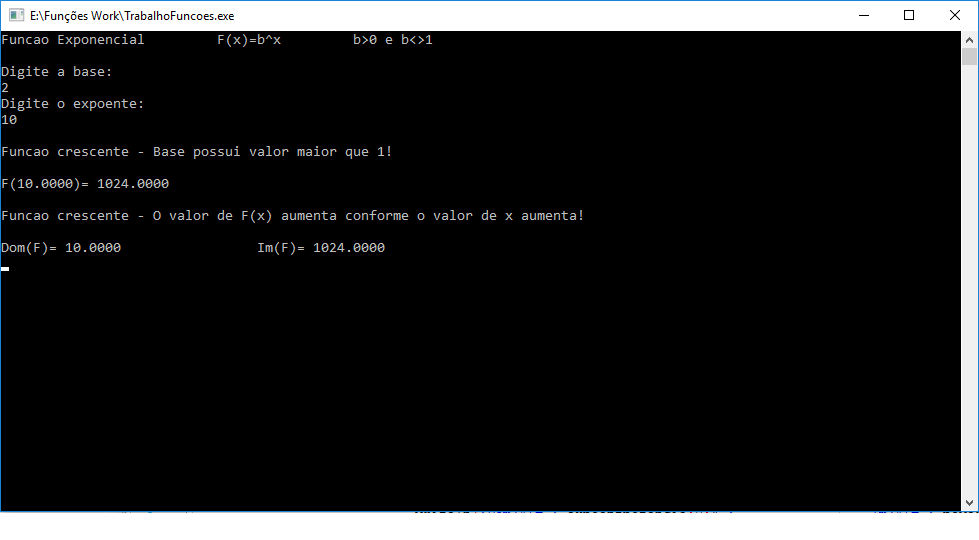 E:\Funções Work\TrabalhoFuncoes.exe
Funcao Exponencial F(x)=b^x b>0 e b<>1
Digite a base:
2
Digite o expoente:
10
Funcao crescente - Base possui valor maior que 1!
F(10.0000)= 1024.0000
Funcao crescente - O valor de F(x) aumenta conforme o valor de x aumenta!
Dom(F)= 10.0000 Im(F)= 1024.0000